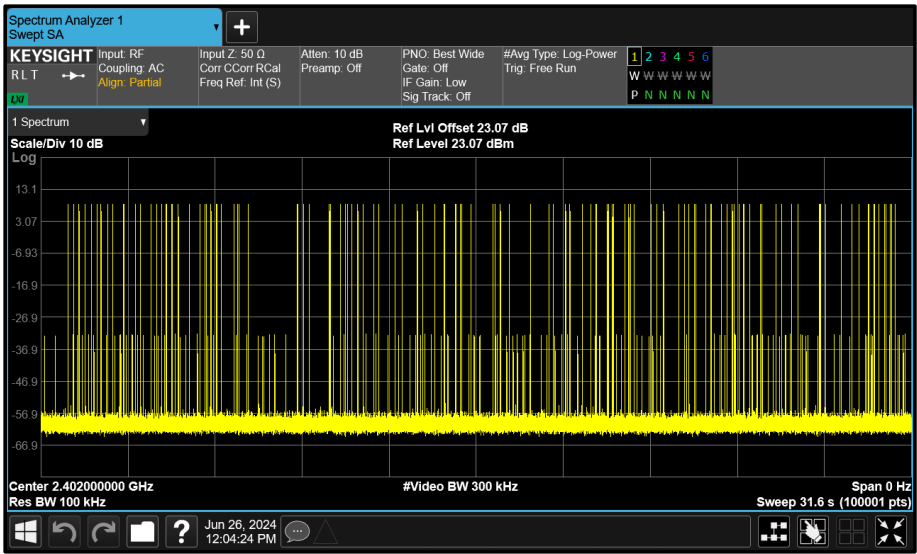 Spectrum Analyzer 1
Swept SA
+
KEYSIGHT Input: RF Input Z: 50 Ω Atten: 10 dB PNO: Best Wide #Avg Type: Log-Power 1 2 3 4 5 6
R L T Coupling: AC Corr CCorr RCal Preamp: Off Gate: Off Trig: Free Run
Align: Partial Freq Ref: Int (S) IF Gain: Low W W W W W W
LXI Sig Track: Off P N N N N N
1 Spectrum
Ref Lvl Offset 23.07 dB
Scale/Div 10 dB Ref Level 23.07 dBm
Log
13.1
3.07
-6.93
-16.9
-26.9
-36.9
-46.9
-56.9
-66.9
Center 2.402000000 GHz #Video BW 300 kHz Span 0 Hz
Res BW 100 kHz Sweep 31.6 s (100001 pts)
? Jun 26, 2024
12:04:24 PM